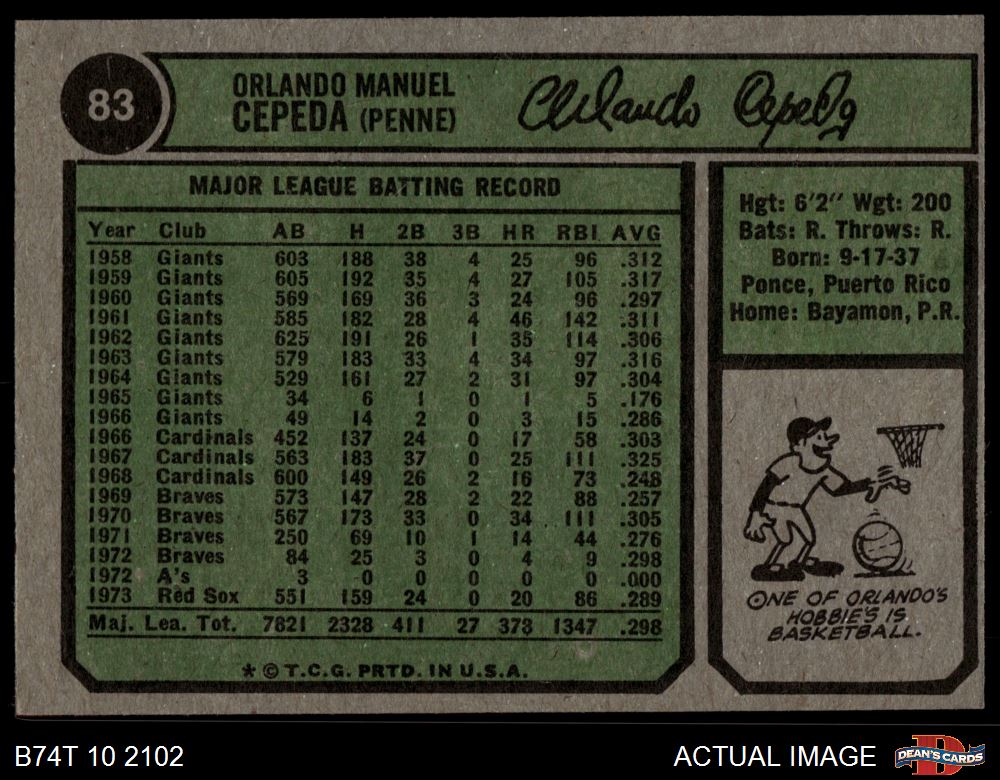 83
ORLANDO MANUEL
CEPEDA (PENNE)
Orlando Cepeda
MAJOR LEAGUE BATTING RECORD
Year Club AB H 2B 3B HR RBI AVG
1958 Giants 603 188 38 4 25 96 .312
1959 Giants 605 192 35 4 27 105 .317
1960 Giants 569 169 36 3 24 96 .297
1961 Giants 585 182 28 4 46 142 .311
1962 Giants 625 191 26 1 35 114 .306
1963 Giants 579 183 33 4 34 97 .316
1964 Giants 529 161 27 2 31 97 .304
1965 Giants 34 6 1 0 1 5 .176
1966 Giants 49 14 2 0 3 15 .286
1966 Cardinals 452 137 24 0 17 58 .303
1967 Cardinals 563 183 37 0 25 111 .325
1968 Cardinals 600 149 26 2 16 73 .248
1969 Braves 573 147 28 2 22 88 .257
1970 Braves 567 173 33 0 34 111 .305
1971 Braves 250 69 10 1 14 44 .276
1972 Braves 84 25 3 0 4 9 .298
1972 A's 3 0 0 0 0 0 .000
1973 Red Sox 551 159 24 0 20 86 .289
Maj. Lea. Tot. 7821 2328 411 27 378 1347 .298
* © T.C.G. PRTD. IN U.S.A.
Hgt: 6'2" Wgt: 200
Bats: R. Throws: R.
Born: 9-17-37
Ponce, Puerto Rico
Home: Bayamon, P.R.
ONE OF ORLANDO'S
HOBBIE'S IS
BASKETBALL.
B74T 10 2102
ACTUAL IMAGE
DEAN'S CARDS